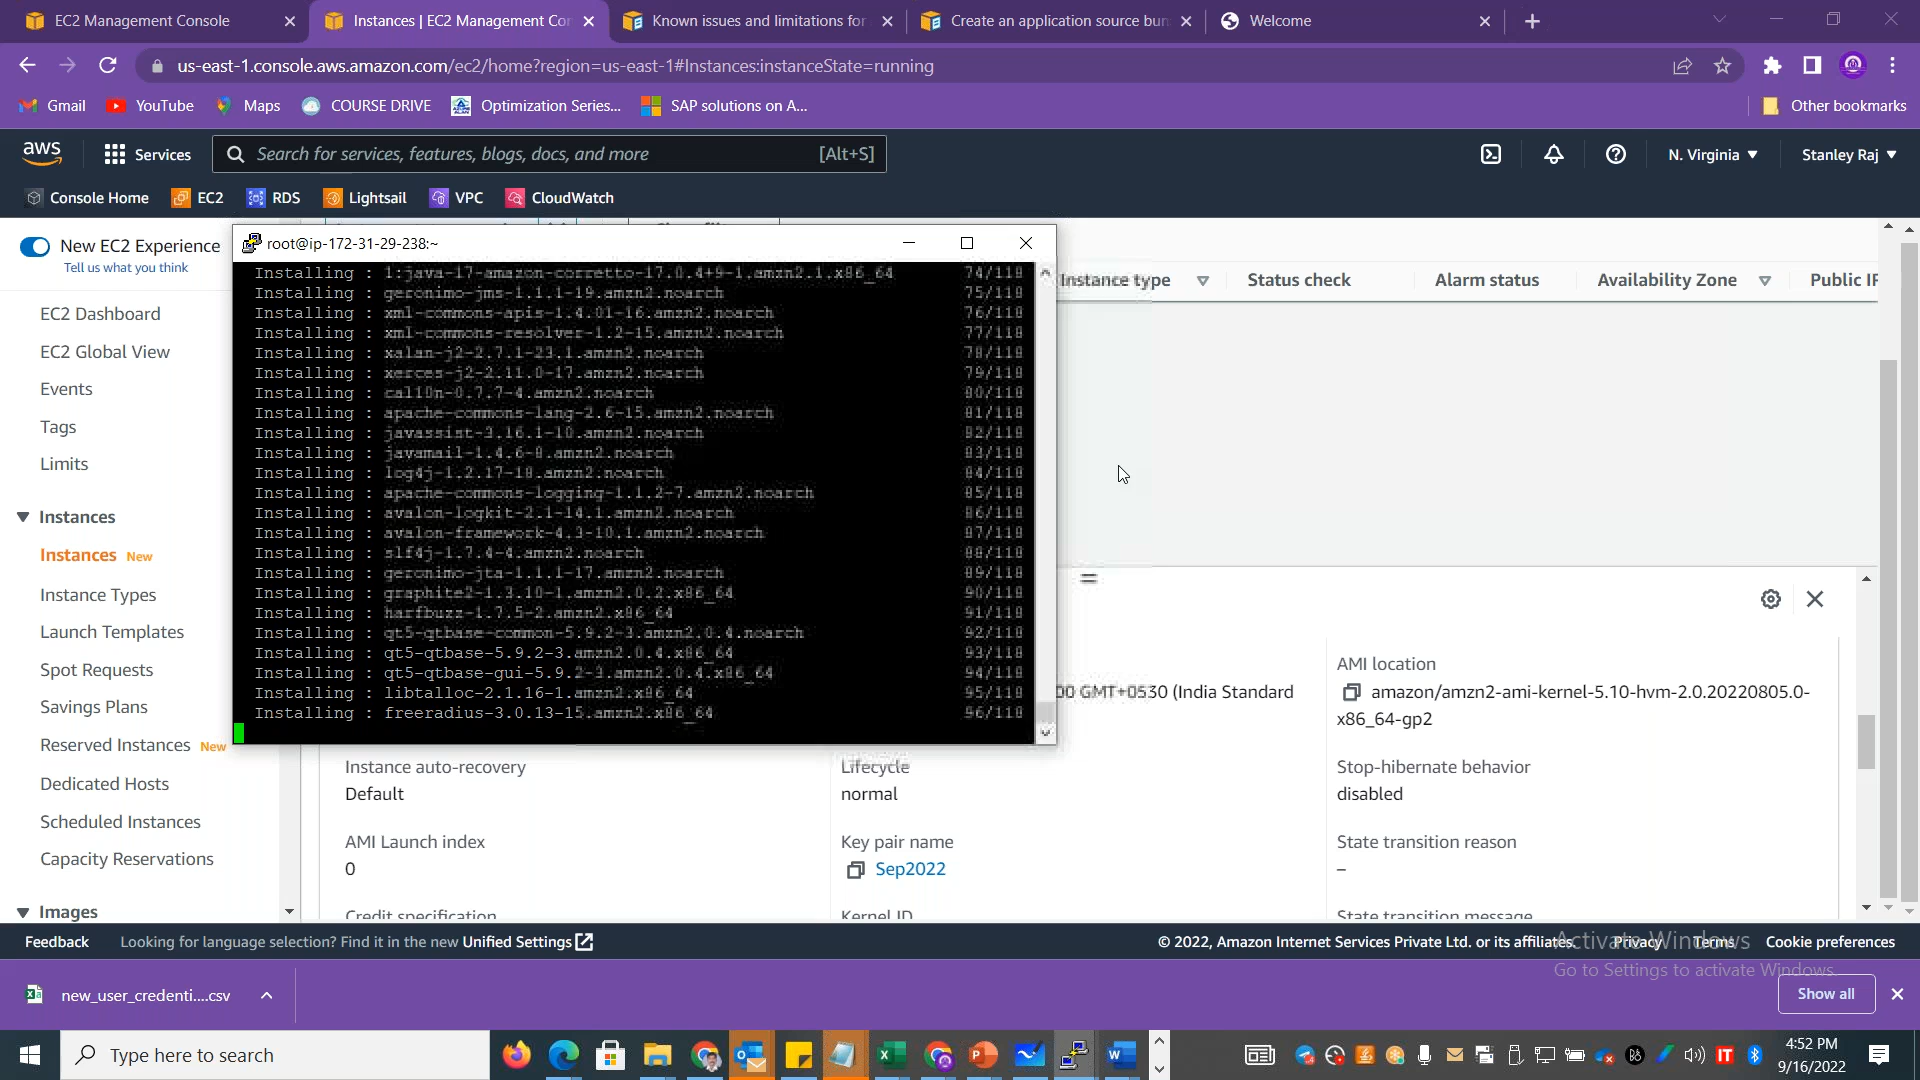 EC2 Management Console
Instances | EC2 Management Con
Known issues and limitations for
Create an application source bun
Welcome
us-east-1.console.aws.amazon.com/ec2/home?region=us-east-1#Instances:instanceState=running
Gmail
YouTube
Maps
COURSE DRIVE
Optimization Series...
SAP solutions on A...
Other bookmarks
aws
Services
Search for services, features, blogs, docs, and more
[Alt+S]
N. Virginia
Stanley Raj
Console Home
EC2
RDS
Lightsail
VPC
CloudWatch
New EC2 Experience
Tell us what you think
EC2 Dashboard
EC2 Global View
Events
Tags
Limits
Instances
Instances New
Instance Types
Launch Templates
Spot Requests
Savings Plans
Reserved Instances New
Dedicated Hosts
Scheduled Instances
Capacity Reservations
Images
root@ip-172-31-29-238:~
Installing : 1:java-17-amazon-corretto-17.0.4+9-1.amzn2.1.x86_64 74/118
Installing : geronimo-jms-1.1.1-19.amzn2.noarch 75/118
Installing : xml-commons-apis-1.4.01-16.amzn2.noarch 76/118
Installing : xml-commons-resolver-1.2-15.amzn2.noarch 77/118
Installing : xalan-j2-2.7.1-23.1.amzn2.noarch 78/118
Installing : xerces-j2-2.11.0-17.amzn2.noarch 79/118
Installing : cal10n-0.7.7-4.amzn2.noarch 80/118
Installing : apache-commons-lang-2.6-15.amzn2.noarch 81/118
Installing : javassist-3.16.1-10.amzn2.noarch 82/118
Installing : javamail-1.4.6-8.amzn2.noarch 83/118
Installing : log4j-1.2.17-18.amzn2.noarch 84/118
Installing : apache-commons-logging-1.1.2-7.amzn2.noarch 85/118
Installing : avalon-logkit-2.1-14.1.amzn2.noarch 86/118
Installing : avalon-framework-4.3-10.1.amzn2.noarch 87/118
Installing : slf4j-1.7.4-4.amzn2.noarch 88/118
Installing : geronimo-jta-1.1.1-17.amzn2.noarch 89/118
Installing : graphite2-1.3.10-1.amzn2.0.2.x86_64 90/118
Installing : harfbuzz-1.7.5-2.amzn2.x86_64 91/118
Installing : qt5-qtbase-common-5.9.2-3.amzn2.0.4.noarch 92/118
Installing : qt5-qtbase-5.9.2-3.amzn2.0.4.x86_64 93/118
Installing : qt5-qtbase-gui-5.9.2-3.amzn2.0.4.x86_64 94/118
Installing : libtalloc-2.1.16-1.amzn2.x86_64 95/118
Installing : freeradius-3.0.13-15.amzn2.x86_64 96/118
Instance type
Status check
Alarm status
Availability Zone
Public IP
00 GMT+0530 (India Standard
AMI location
amazon/amzn2-ami-kernel-5.10-hvm-2.0.20220805.0-
x86_64-gp2
Instance auto-recovery
Default
Lifecycle
normal
Stop-hibernate behavior
disabled
AMI Launch index
0
Key pair name
Sep2022
State transition reason
–
Credit specification
Kernel ID
State transition message
Feedback
Looking for language selection? Find it in the new Unified Settings
© 2022, Amazon Internet Services Private Ltd. or its affiliates.
Privacy
Terms
Cookie preferences
Activate Windows
Go to Settings to activate Windows.
new_user_credenti....csv
Show all
Type here to search
4:52 PM
9/16/2022